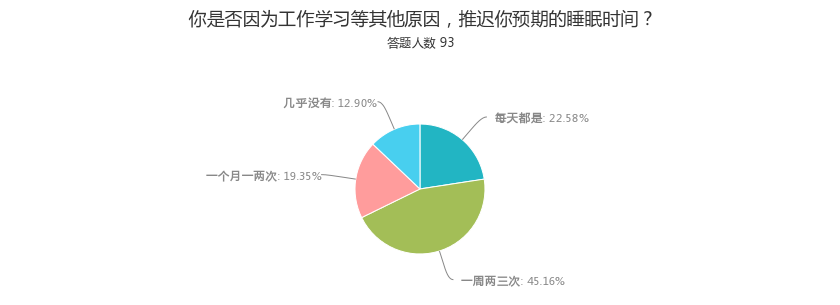 你是否因为工作学习等其他原因，推迟你预期的睡眠时间？
答题人数 93
几乎没有: 12.90%
每天都是: 22.58%
一个月一两次: 19.35%
一周两三次: 45.16%